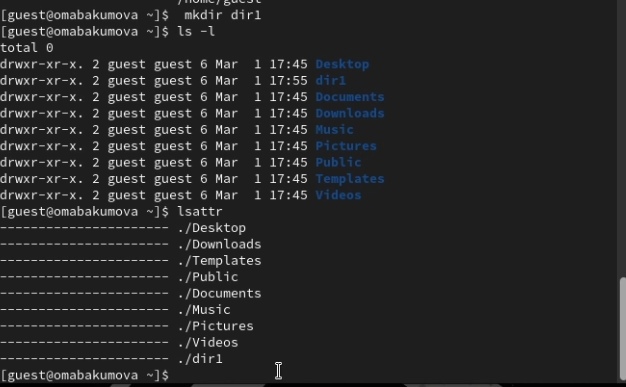 /home/guest
[guest@omabakumova ~]$  mkdir dir1
[guest@omabakumova ~]$ ls -l
total 0
drwxr-xr-x. 2 guest guest 6 Mar  1 17:45 Desktop
drwxr-xr-x. 2 guest guest 6 Mar  1 17:55 dir1
drwxr-xr-x. 2 guest guest 6 Mar  1 17:45 Documents
drwxr-xr-x. 2 guest guest 6 Mar  1 17:45 Downloads
drwxr-xr-x. 2 guest guest 6 Mar  1 17:45 Music
drwxr-xr-x. 2 guest guest 6 Mar  1 17:45 Pictures
drwxr-xr-x. 2 guest guest 6 Mar  1 17:45 Public
drwxr-xr-x. 2 guest guest 6 Mar  1 17:45 Templates
drwxr-xr-x. 2 guest guest 6 Mar  1 17:45 Videos
[guest@omabakumova ~]$ lsattr
---------------------- ./Desktop
---------------------- ./Downloads
---------------------- ./Templates
---------------------- ./Public
---------------------- ./Documents
---------------------- ./Music
---------------------- ./Pictures
---------------------- ./Videos
---------------------- ./dir1
[guest@omabakumova ~]$